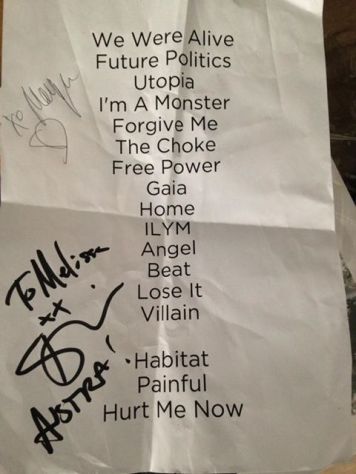 We Were Alive
Future Politics
Utopia
I'm A Monster
Forgive Me
The Choke
Free Power
Gaia
Home
ILYM
Angel
Beat
Lose It
Villain
Habitat
Painful
Hurt Me Now
xo
To Melissa
xx
ASTRA!